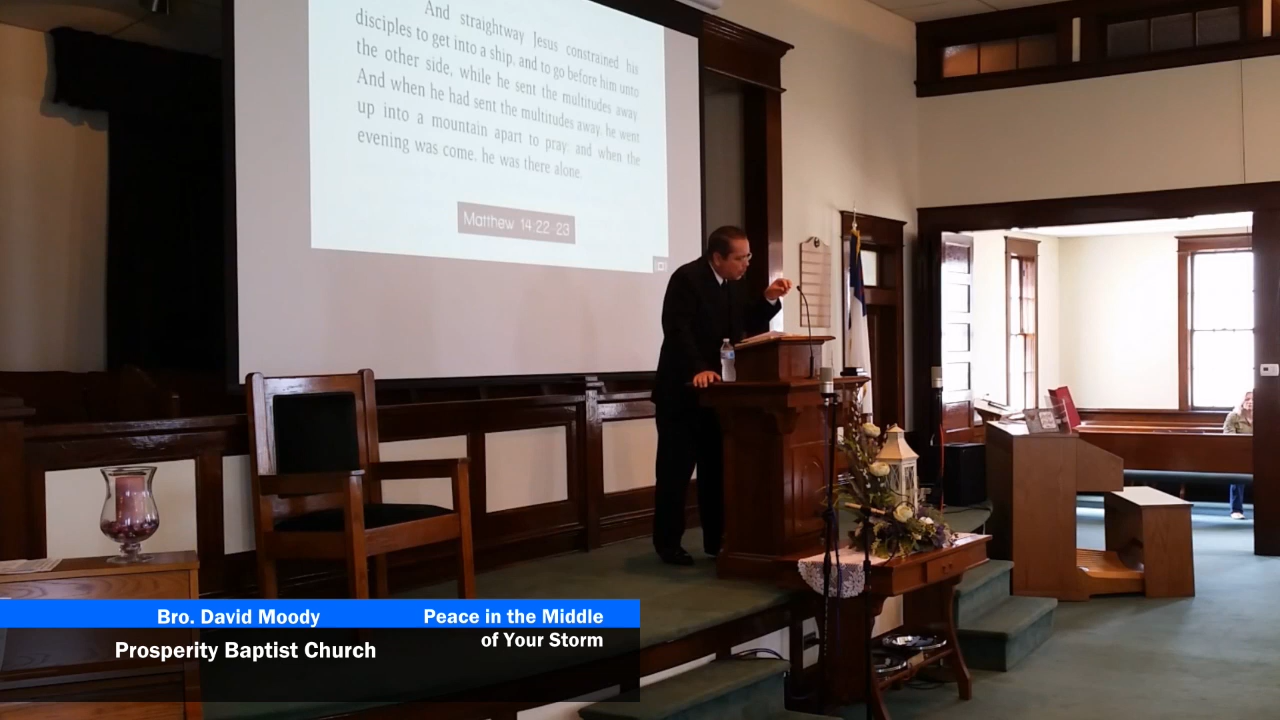 And straightway Jesus constrained his
disciples to get into a ship, and to go before him unto
the other side, while he sent the multitudes away.
And when he had sent the multitudes away, he went
up into a mountain apart to pray: and when the
evening was come, he was there alone.
Matthew 14:22-23
Bro. David Moody
Prosperity Baptist Church
Peace in the Middle
of Your Storm